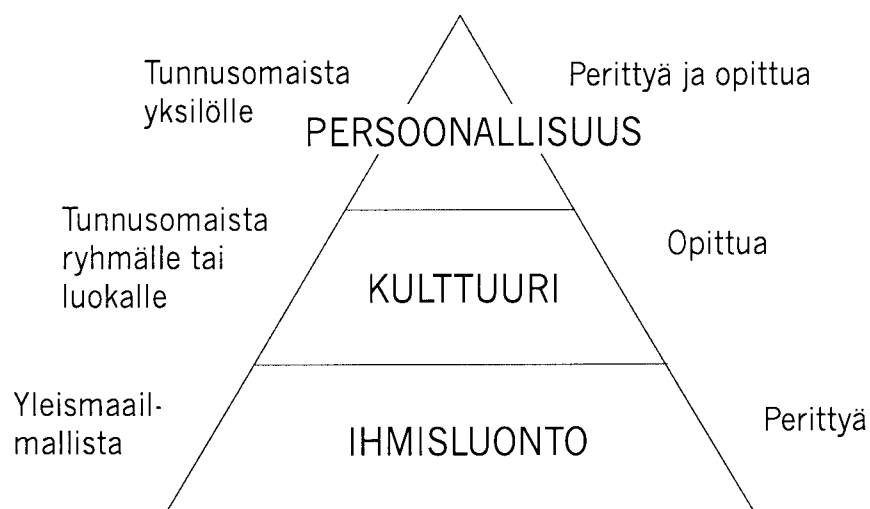 Tunnusomaista
yksilölle
Perittyä ja opittua
PERSOONALLISUUS
Tunnusomaista
ryhmälle tai
luokalle
KULTTUURI
Opittua
Yleismaail-
mallista
IHMISLUONTO
Perittyä